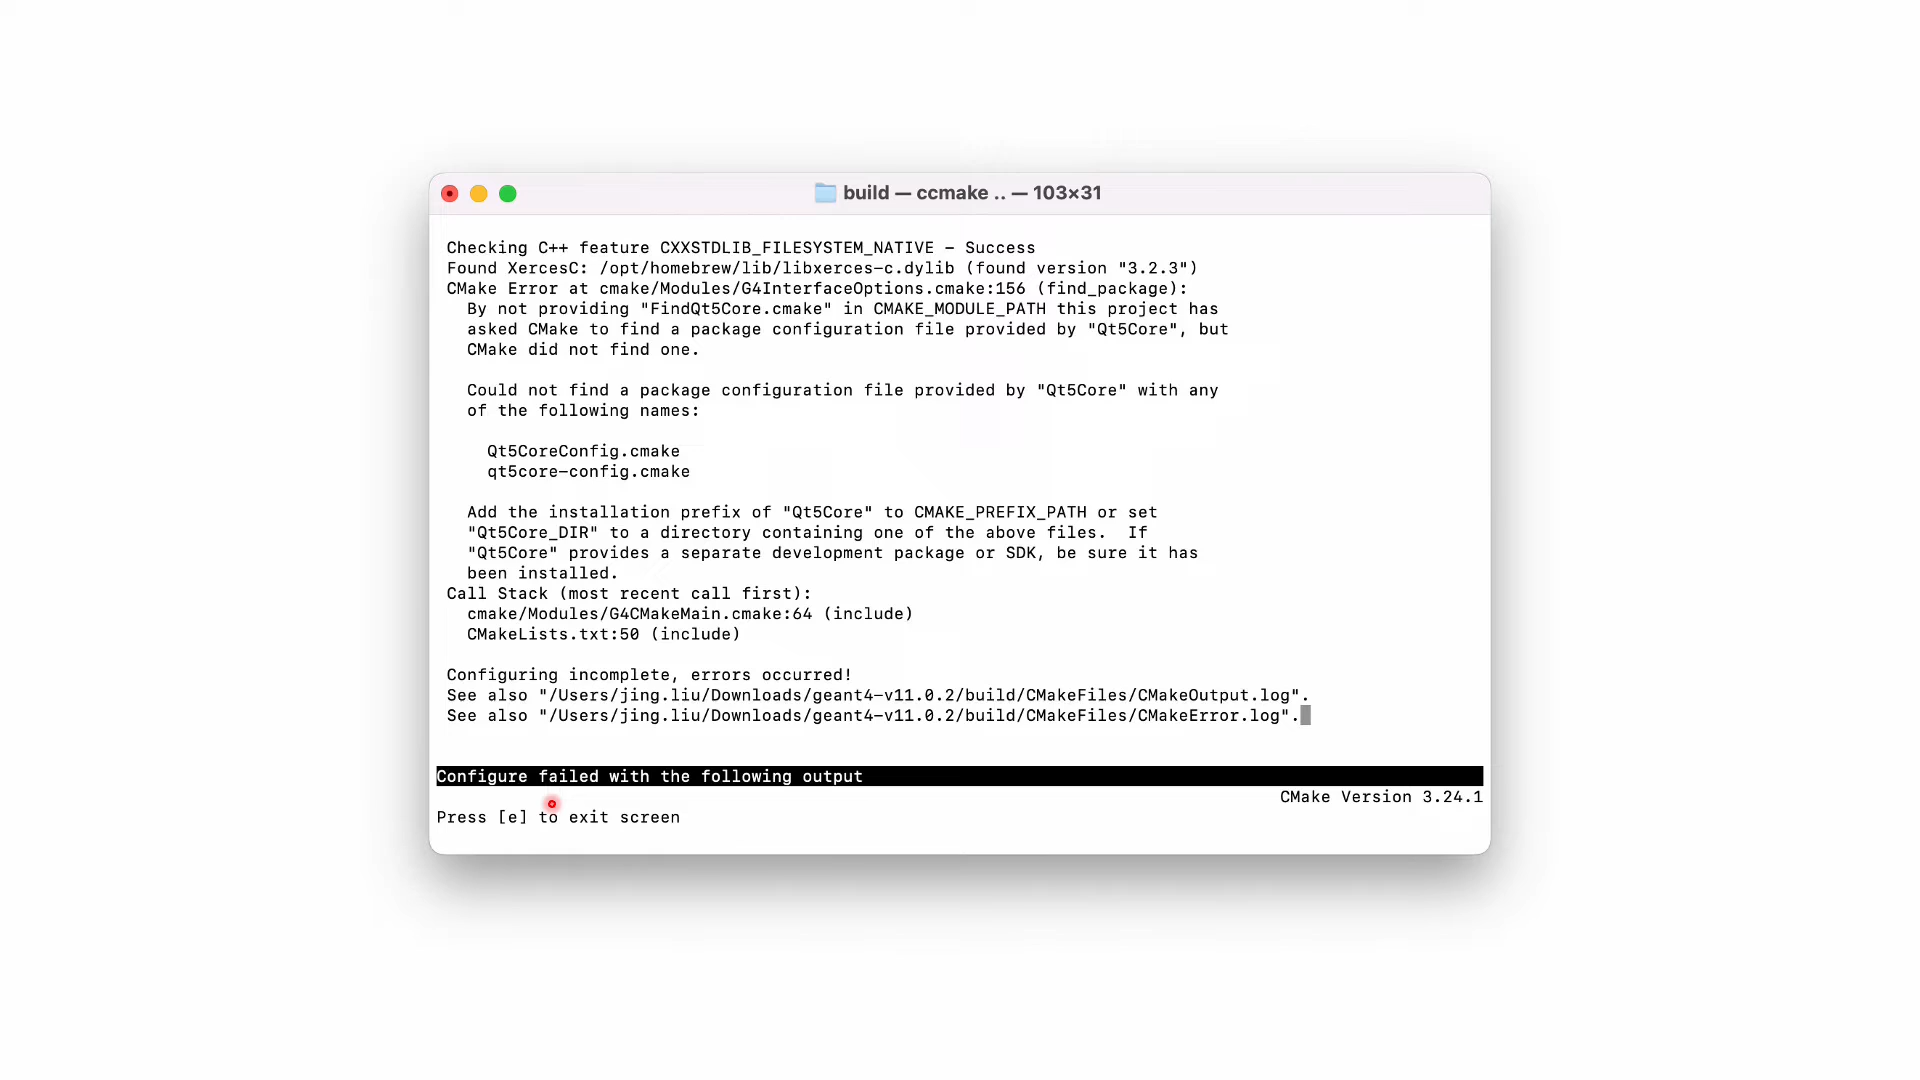 build — ccmake .. — 103×31
Checking C++ feature CXXSTDLIB_FILESYSTEM_NATIVE - Success
Found XercesC: /opt/homebrew/lib/libxerces-c.dylib (found version "3.2.3")
CMake Error at cmake/Modules/G4InterfaceOptions.cmake:156 (find_package):
By not providing "FindQt5Core.cmake" in CMAKE_MODULE_PATH this project has
asked CMake to find a package configuration file provided by "Qt5Core", but
CMake did not find one.
Could not find a package configuration file provided by "Qt5Core" with any
of the following names:
Qt5CoreConfig.cmake
qt5core-config.cmake
Add the installation prefix of "Qt5Core" to CMAKE_PREFIX_PATH or set
"Qt5Core_DIR" to a directory containing one of the above files.  If
"Qt5Core" provides a separate development package or SDK, be sure it has
been installed.
Call Stack (most recent call first):
cmake/Modules/G4CMakeMain.cmake:64 (include)
CMakeLists.txt:50 (include)
Configuring incomplete, errors occurred!
See also "/Users/jing.liu/Downloads/geant4-v11.0.2/build/CMakeFiles/CMakeOutput.log".
See also "/Users/jing.liu/Downloads/geant4-v11.0.2/build/CMakeFiles/CMakeError.log".
Configure failed with the following output
CMake Version 3.24.1
Press [e] to exit screen